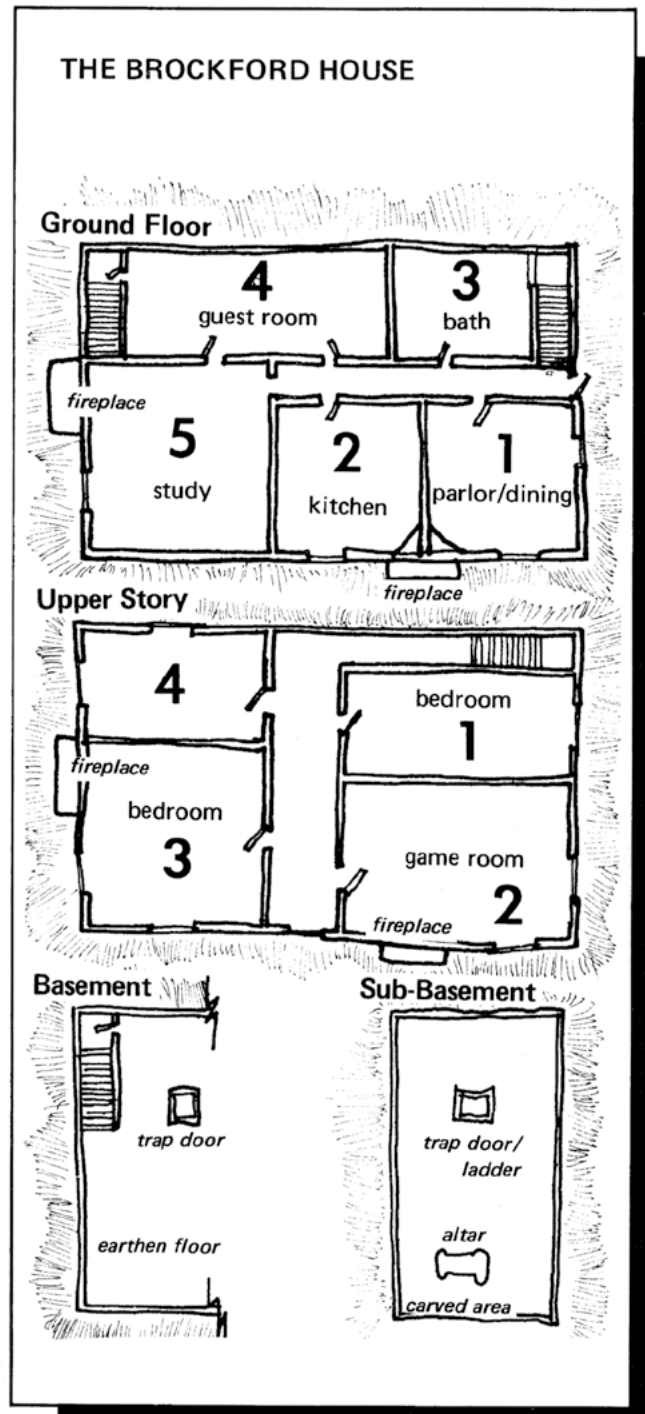 THE BROCKFORD HOUSE
Ground Floor
4
guest room
3
bath
fireplace
5
study
2
kitchen
1
parlor/dining
fireplace
Upper Story
4
bedroom
1
fireplace
bedroom
3
game room
2
fireplace
Basement
trap door
earthen floor
Sub-Basement
trap door/
ladder
altar
carved area